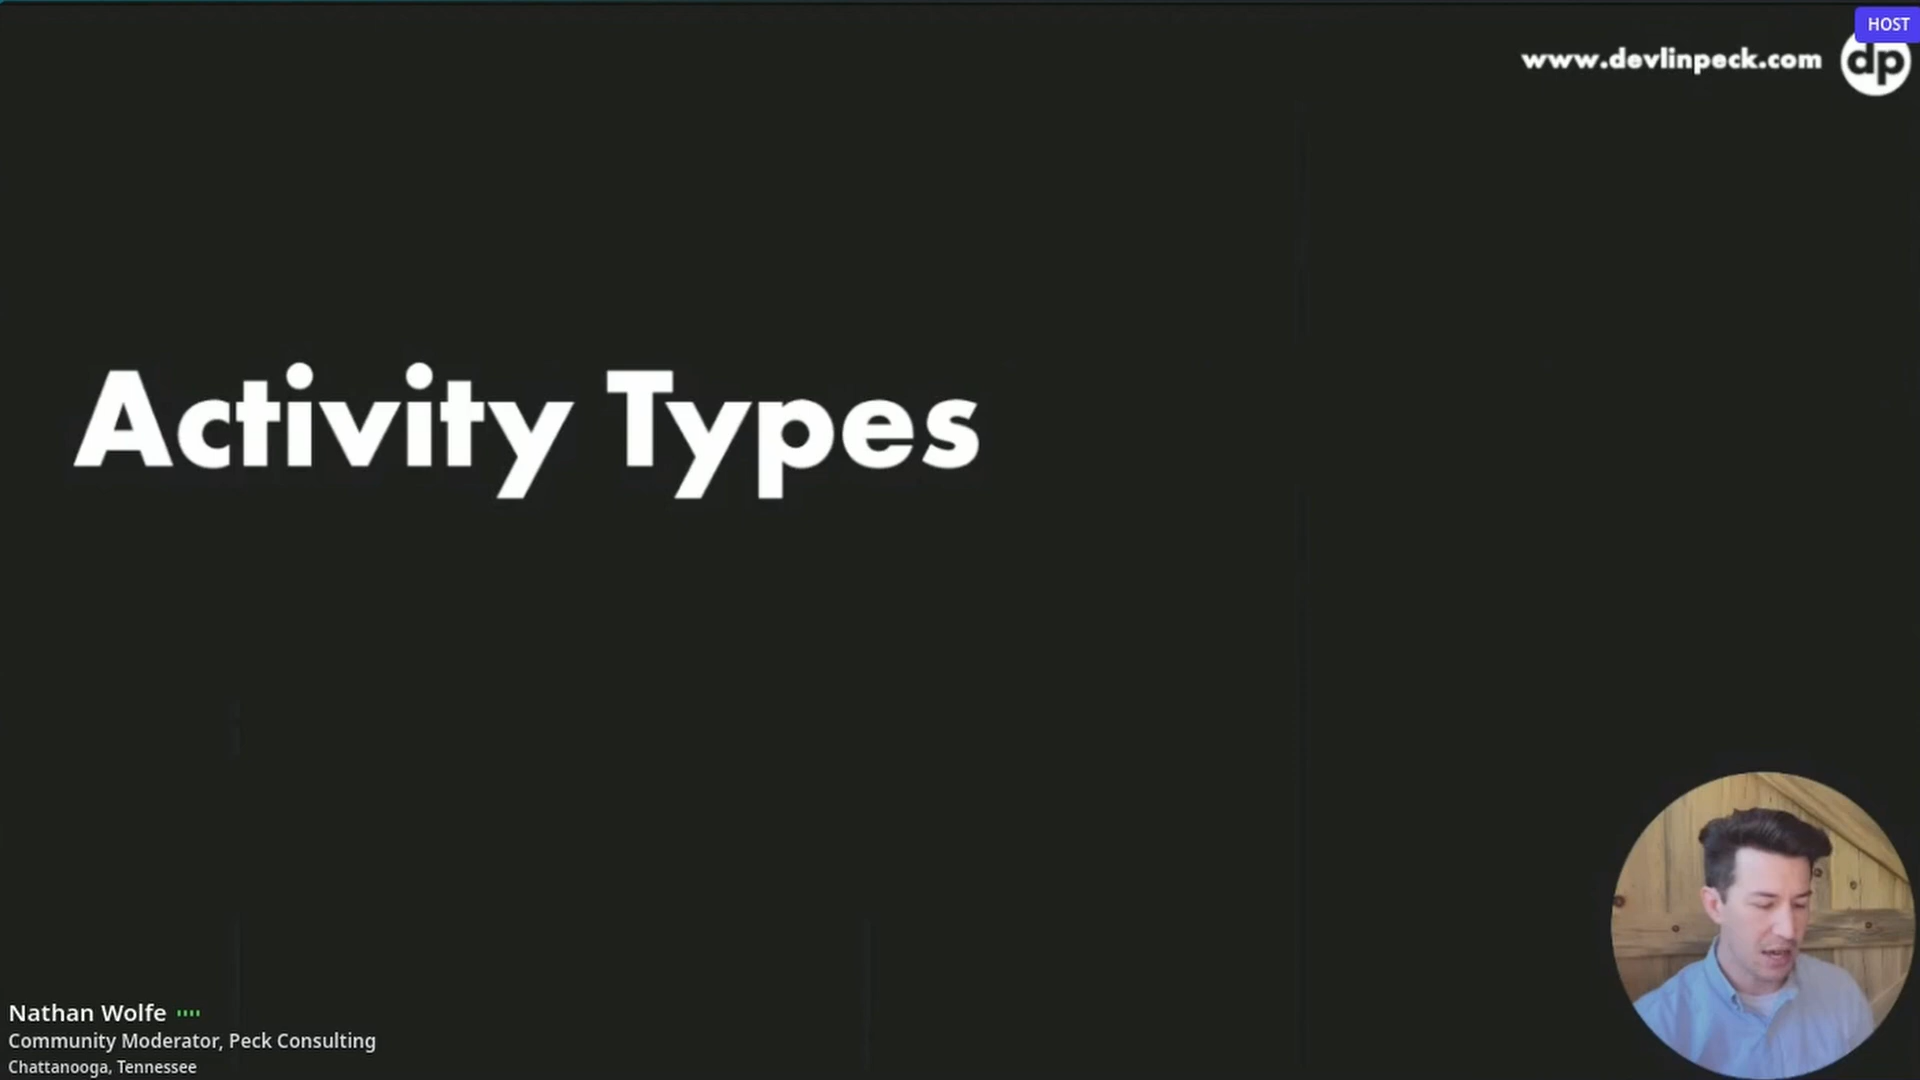 HOST
www.devlinpeck.com dp
Activity Types
Nathan Wolfe
Community Moderator, Peck Consulting
Chattanooga, Tennessee